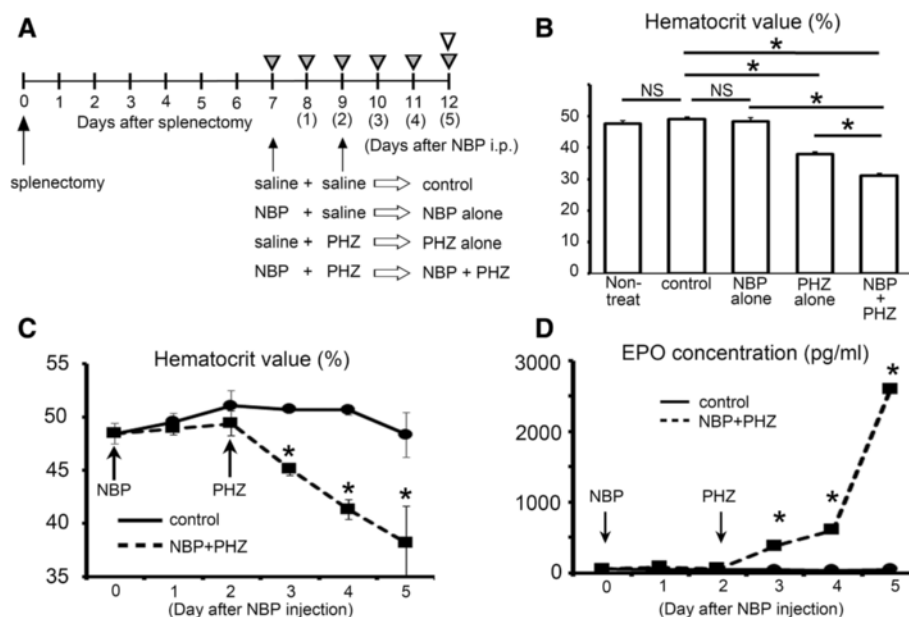 A
0 1 2 3 4 5 6 7 8 9 10 11 12
Days after splenectomy (1) (2) (3) (4) (5)
(Days after NBP i.p.)
splenectomy
saline + saline control
NBP + saline NBP alone
saline + PHZ PHZ alone
NBP + PHZ NBP + PHZ
B
Hematocrit value (%)
*
*
NS NS
*
*
50
40
30
20
10
0
Non-treat control NBP alone PHZ alone NBP + PHZ
C
Hematocrit value (%)
55
50
45
40
35
NBP
PHZ
* * *
control
NBP+PHZ
0 1 2 3 4 5
(Day after NBP injection)
D
EPO concentration (pg/ml)
3000
2000
1000
0
control
NBP+PHZ
NBP
PHZ
* * *
0 1 2 3 4 5
(Day after NBP injection)